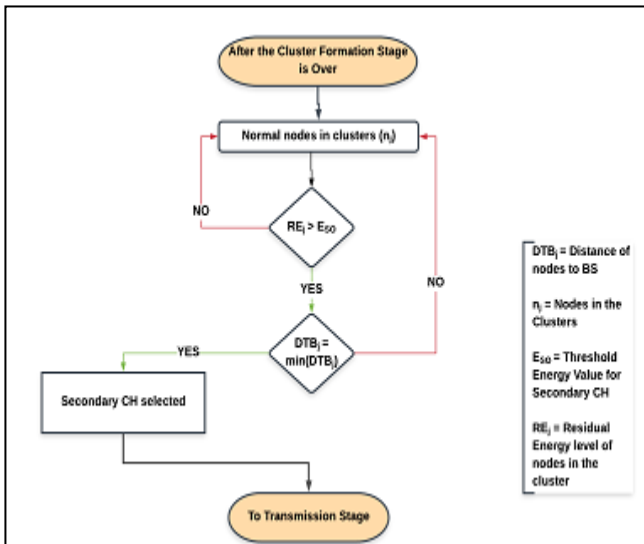 After the Cluster Formation Stage
is Over
Normal nodes in clusters (nj)
NO
REj > ESO
YES
NO
DTBj =
min(DTBj)
YES
Secondary CH selected
To Transmission Stage
DTBj = Distance of
nodes to BS
nj = Nodes in the
Clusters
ESO = Threshold
Energy Value for
Secondary CH
REj = Residual
Energy level of
nodes in the
cluster